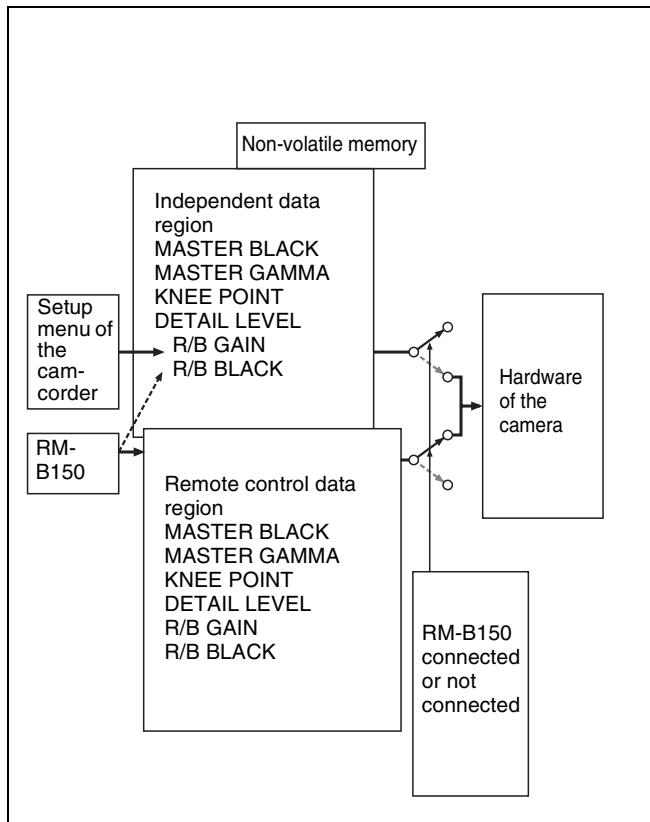 Non-volatile memory
Independent data
region
MASTER BLACK
MASTER GAMMA
KNEE POINT
DETAIL LEVEL
R/B GAIN
R/B BLACK
Setup
menu of
the
cam-
corder
RM-
B150
Hardware
of the
camera
Remote control data
region
MASTER BLACK
MASTER GAMMA
KNEE POINT
DETAIL LEVEL
R/B GAIN
R/B BLACK
RM-B150
connected
or not
connected